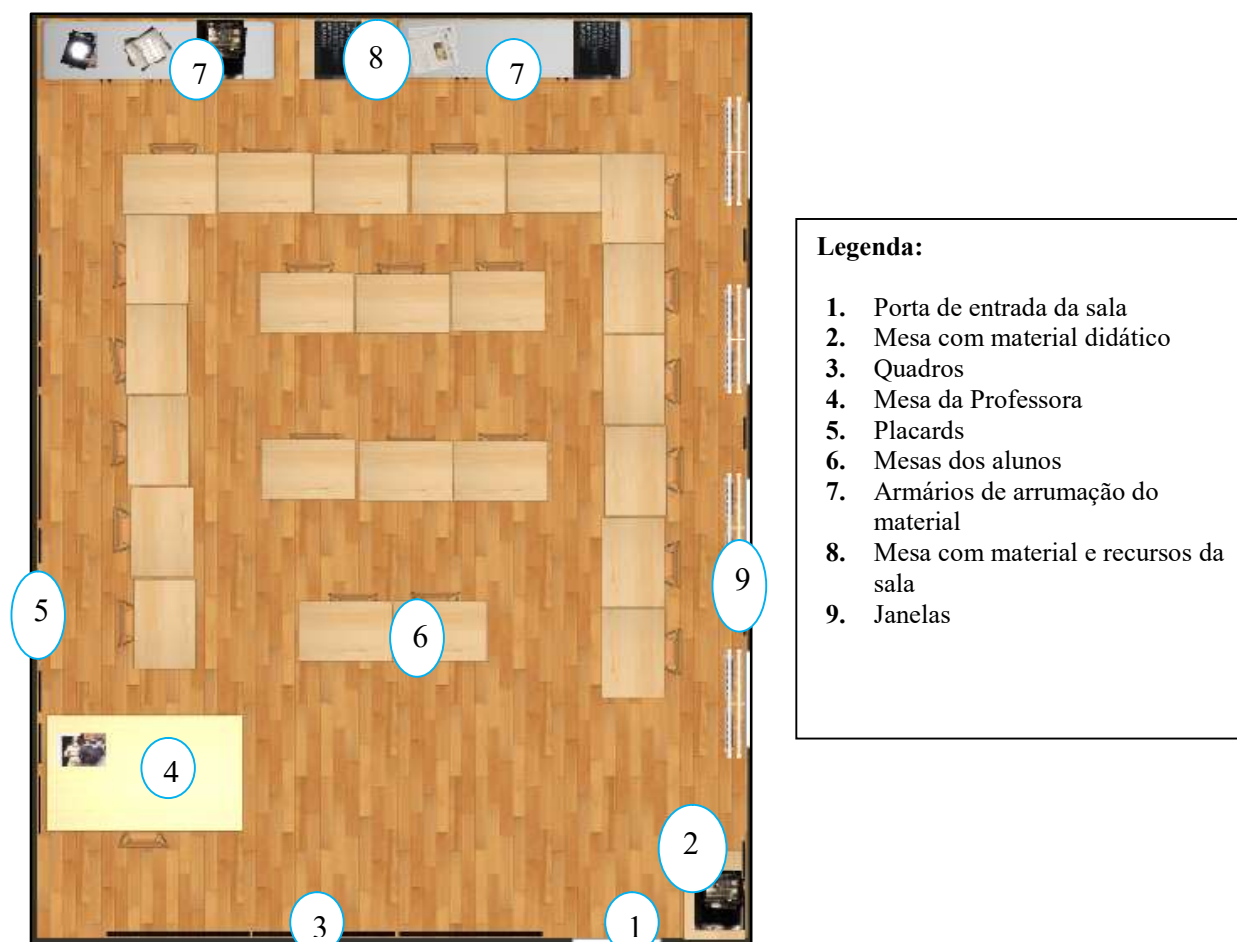 7
8
7
Legenda:
1. Porta de entrada da sala
2. Mesa com material didático
3. Quadros
4. Mesa da Professora
5. Placards
6. Mesas dos alunos
7. Armários de arrumação do
material
8. Mesa com material e recursos da
sala
9. Janelas
9
5
6
4
2
3
1